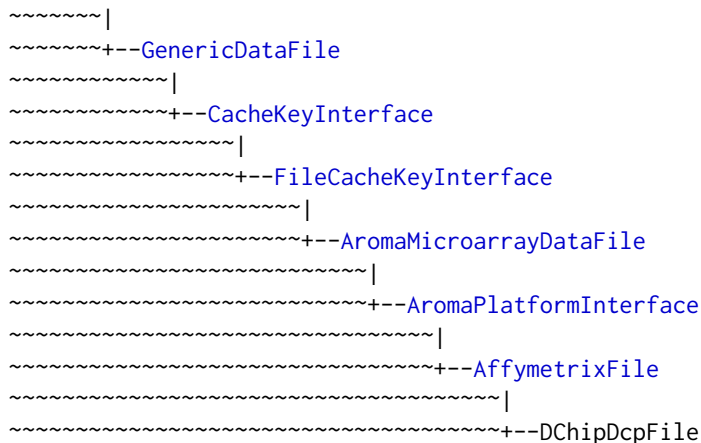 ~~~~~~~|
~~~~~~~+--GenericDataFile
~~~~~~~~~~~~|
~~~~~~~~~~~~+--CacheKeyInterface
~~~~~~~~~~~~~~~~~|
~~~~~~~~~~~~~~~~~+--FileCacheKeyInterface
~~~~~~~~~~~~~~~~~~~~~~|
~~~~~~~~~~~~~~~~~~~~~~+--AromaMicroarrayDataFile
~~~~~~~~~~~~~~~~~~~~~~~~~~~|
~~~~~~~~~~~~~~~~~~~~~~~~~~~+--AromaPlatformInterface
~~~~~~~~~~~~~~~~~~~~~~~~~~~~~~~~|
~~~~~~~~~~~~~~~~~~~~~~~~~~~~~~~~+--AffymetrixFile
~~~~~~~~~~~~~~~~~~~~~~~~~~~~~~~~~~~~~|
~~~~~~~~~~~~~~~~~~~~~~~~~~~~~~~~~~~~~+--DChipDcpFile